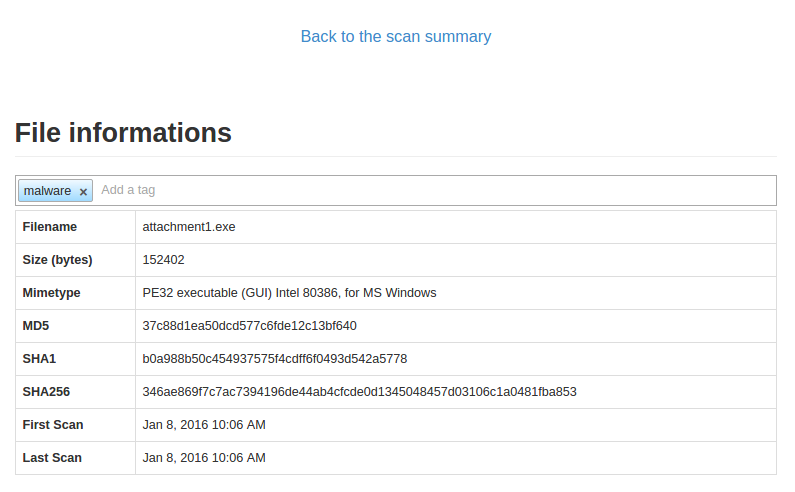 Back to the scan summary
File informations
malware × Add a tag
Filename attachment1.exe
Size (bytes) 152402
Mimetype PE32 executable (GUI) Intel 80386, for MS Windows
MD5 37c88d1ea50dcd577c6fde12c13bf640
SHA1 b0a988b50c454937575f4cdff6f0493d542a5778
SHA256 346ae869f7c7ac7394196de44ab4cfcde0d1345048457d03106c1a0481fba853
First Scan Jan 8, 2016 10:06 AM
Last Scan Jan 8, 2016 10:06 AM